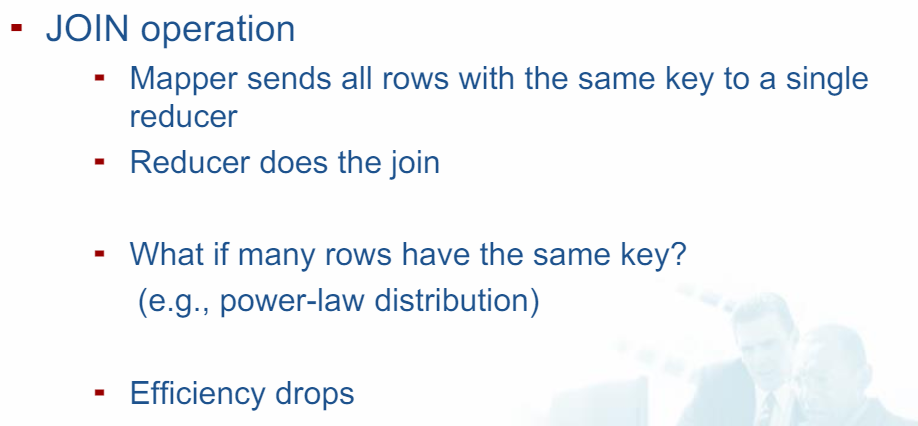 JOIN operation
Mapper sends all rows with the same key to a single
reducer
Reducer does the join
What if many rows have the same key?
(e.g., power-law distribution)
Efficiency drops